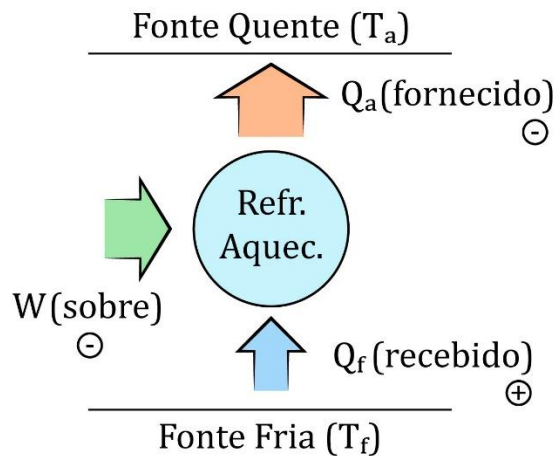 Fonte Quente (Tₐ)
Qₐ(fornecido)
⊖
Refr.
Aquec.
W(sobre)
⊖
Q_f(recebido)
⊕
Fonte Fria (T_f)